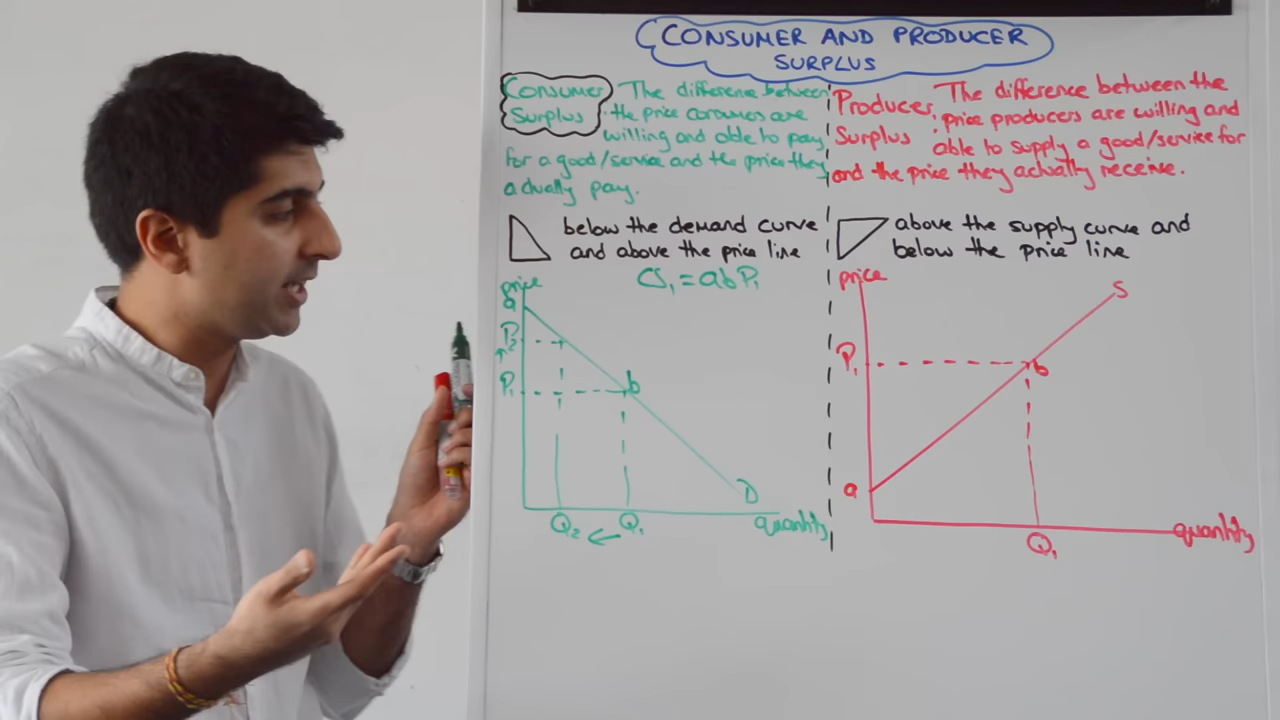 CONSUMER AND PRODUCER
SURPLUS
Consumer
Surplus
: The difference between
the price consumers are
willing and able to pay
for a good/service and the price they
actually pay.
Producer
Surplus
: The difference between the
price producers are willing and
able to supply a good/service for
and the price they actually receive.
below the demand curve
and above the price line
above the supply curve and
below the price line
CS₁ = abP₁
price
a
P₂
P₁
b
D
Q₂ ← Q₁
quantity
price
S
P₁
b
a
Q₁
quantity